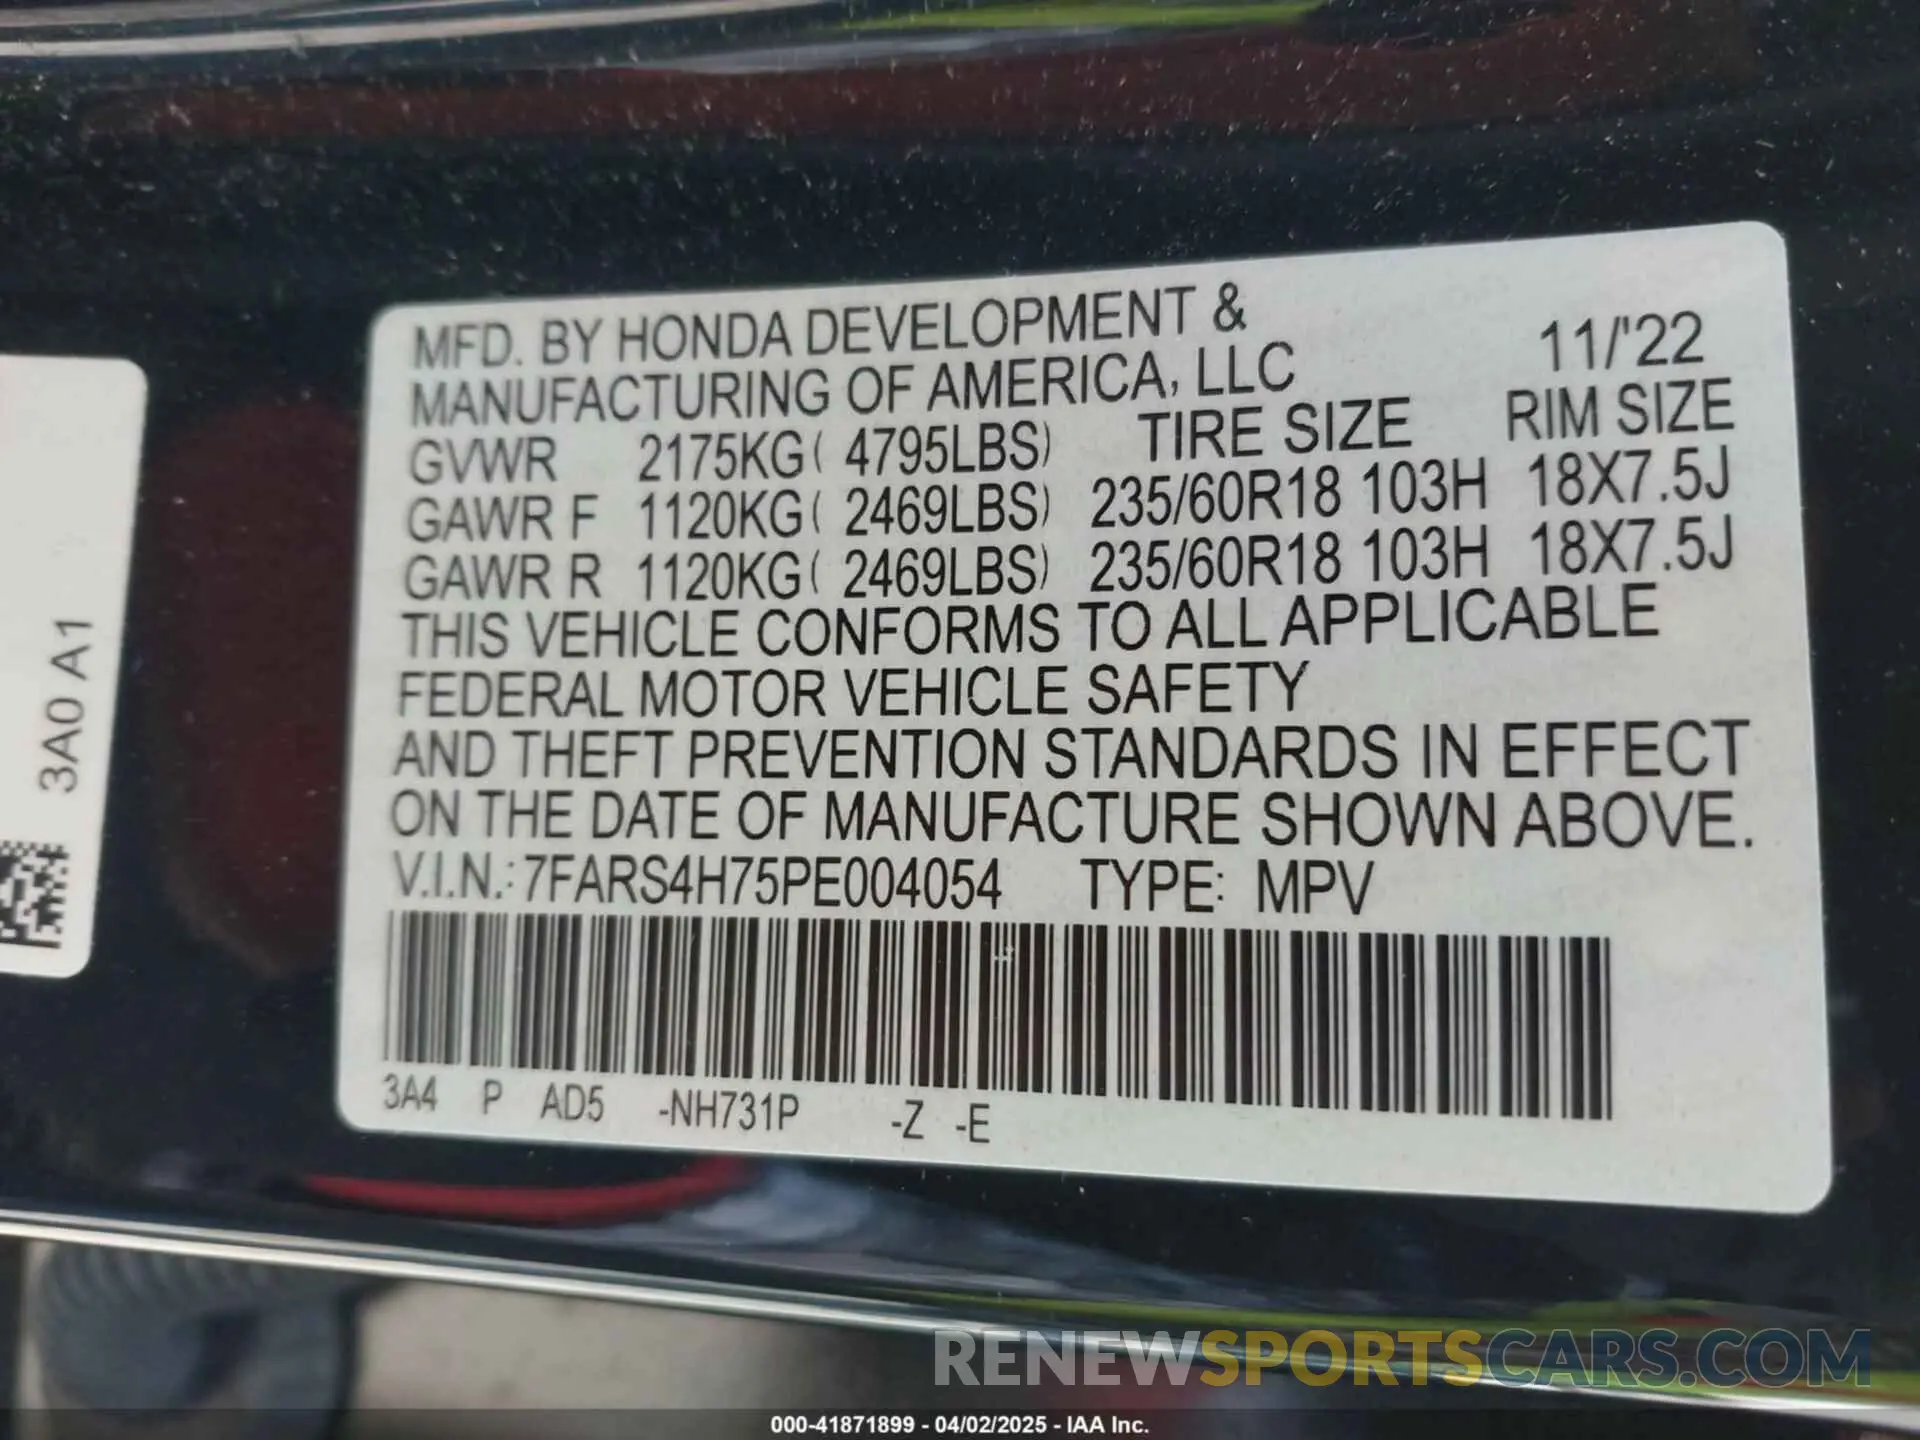 MFD. BY HONDA DEVELOPMENT &
MANUFACTURING OF AMERICA, LLC 11/'22
GVWR 2175KG( 4795LBS) TIRE SIZE RIM SIZE
GAWR F 1120KG( 2469LBS) 235/60R18 103H 18X7.5J
GAWR R 1120KG( 2469LBS) 235/60R18 103H 18X7.5J
THIS VEHICLE CONFORMS TO ALL APPLICABLE
FEDERAL MOTOR VEHICLE SAFETY
AND THEFT PREVENTION STANDARDS IN EFFECT
ON THE DATE OF MANUFACTURE SHOWN ABOVE.
V.I.N.: 7FARS4H75PE004054 TYPE: MPV
3A4 P AD5 -NH731P -Z -E
3A0 A1
RENEWSPORTSCARS.COM
000-41871899 - 04/02/2025 - IAA Inc.